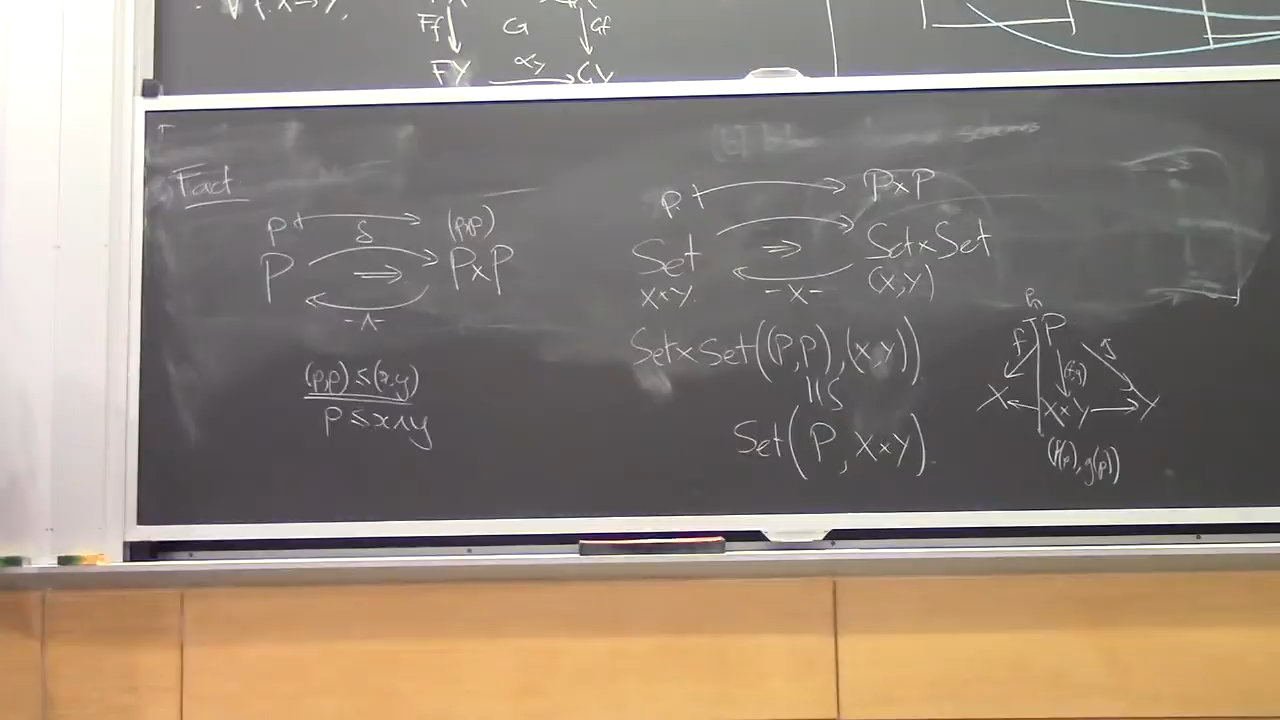 ∀ f: X → Y,
Ff ↓ G ↓ Gf
FY —αy→ GY
Fact
p ↦ (p,p)
δ
P ⇒ P×P
-∧-
(p,p) ≤ (x,y)
p ≤ x∧y
P ↦ P×P
Set ⇒ Set×Set
X×Y -×- (X,Y)
Set×Set((P,P),(X,Y))
≅
Set(P, X×Y).
P
f (f,g) g
X ← X×Y → Y
(f(p), g(p))